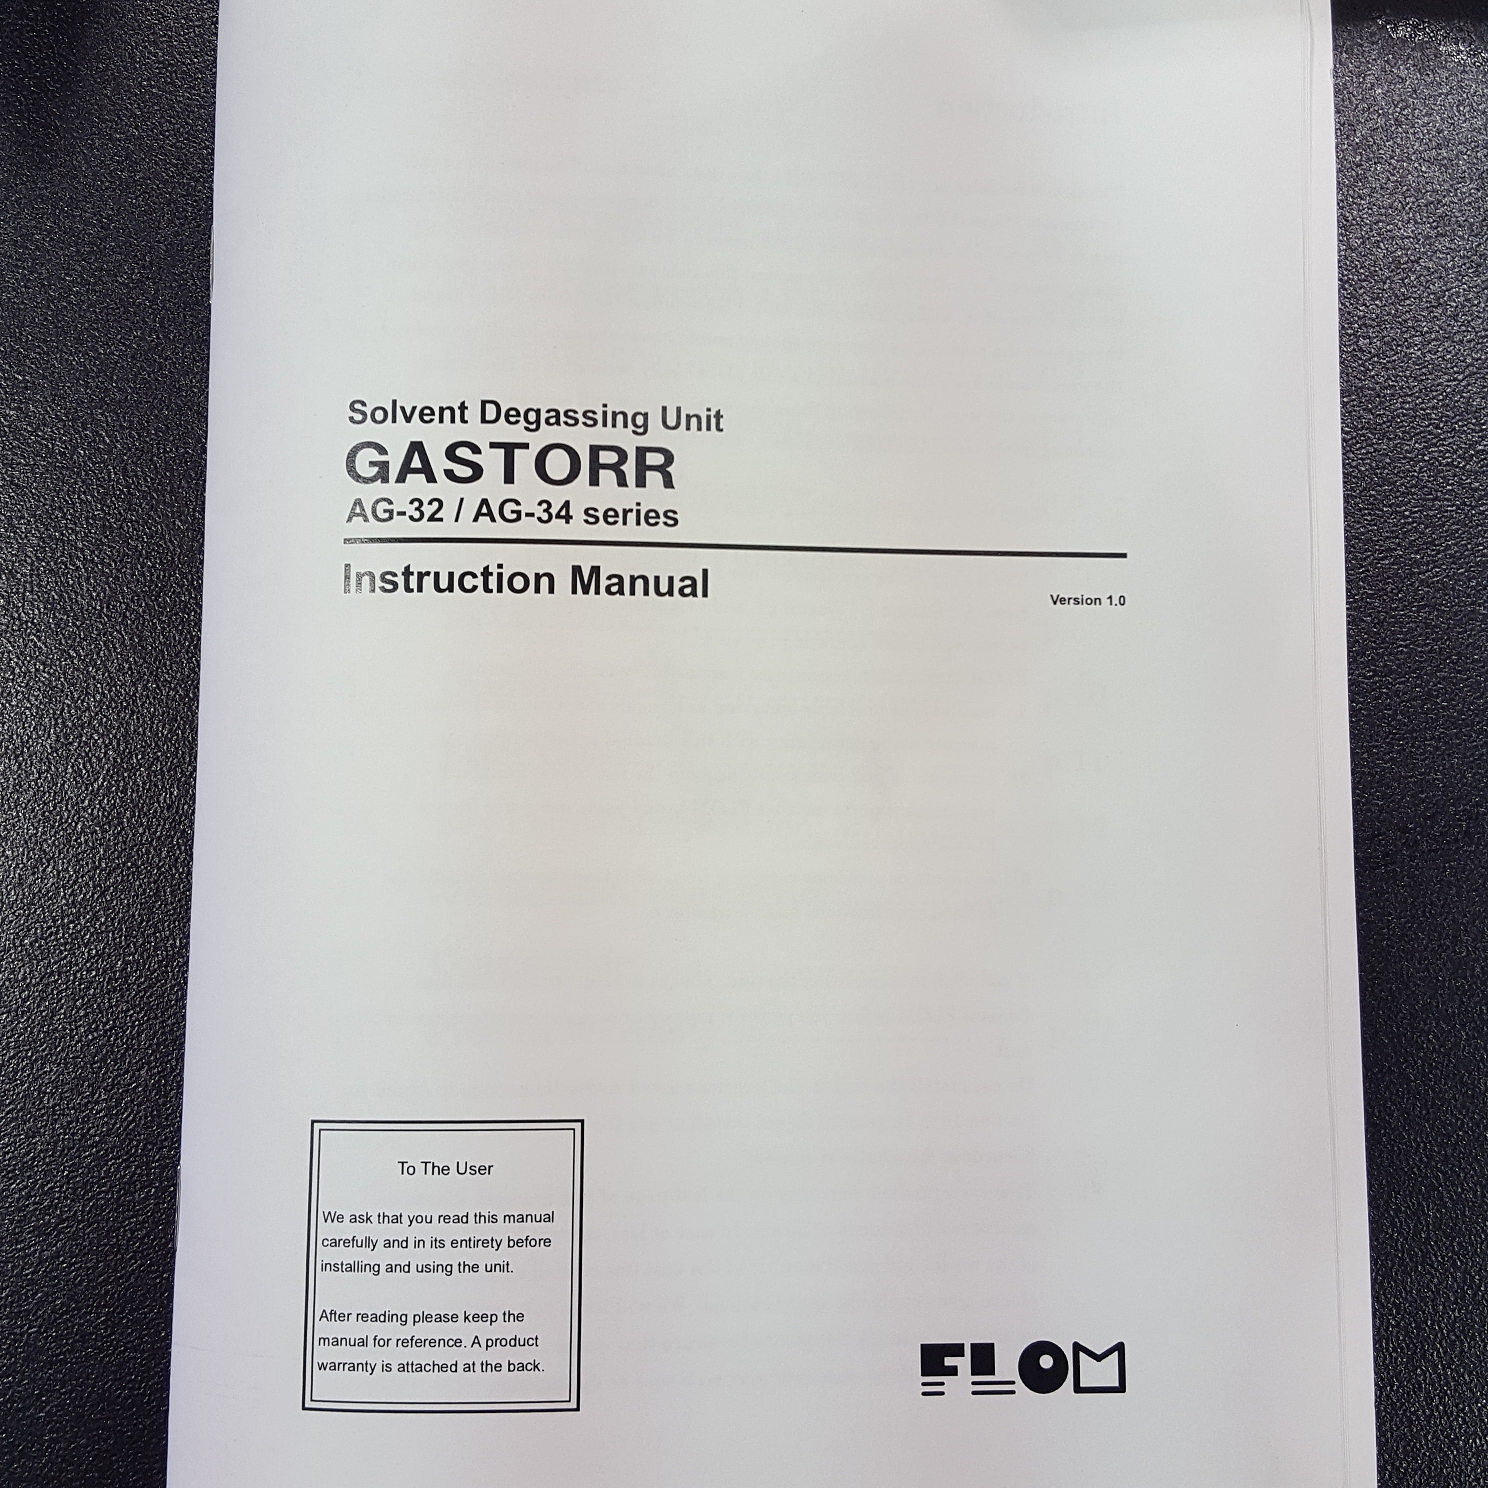 Solvent Degassing Unit
GASTORR
AG-32 / AG-34 series
Instruction Manual
Version 1.0
To The User
We ask that you read this manual
carefully and in its entirety before
installing and using the unit.
After reading please keep the
manual for reference. A product
warranty is attached at the back.
FLOM